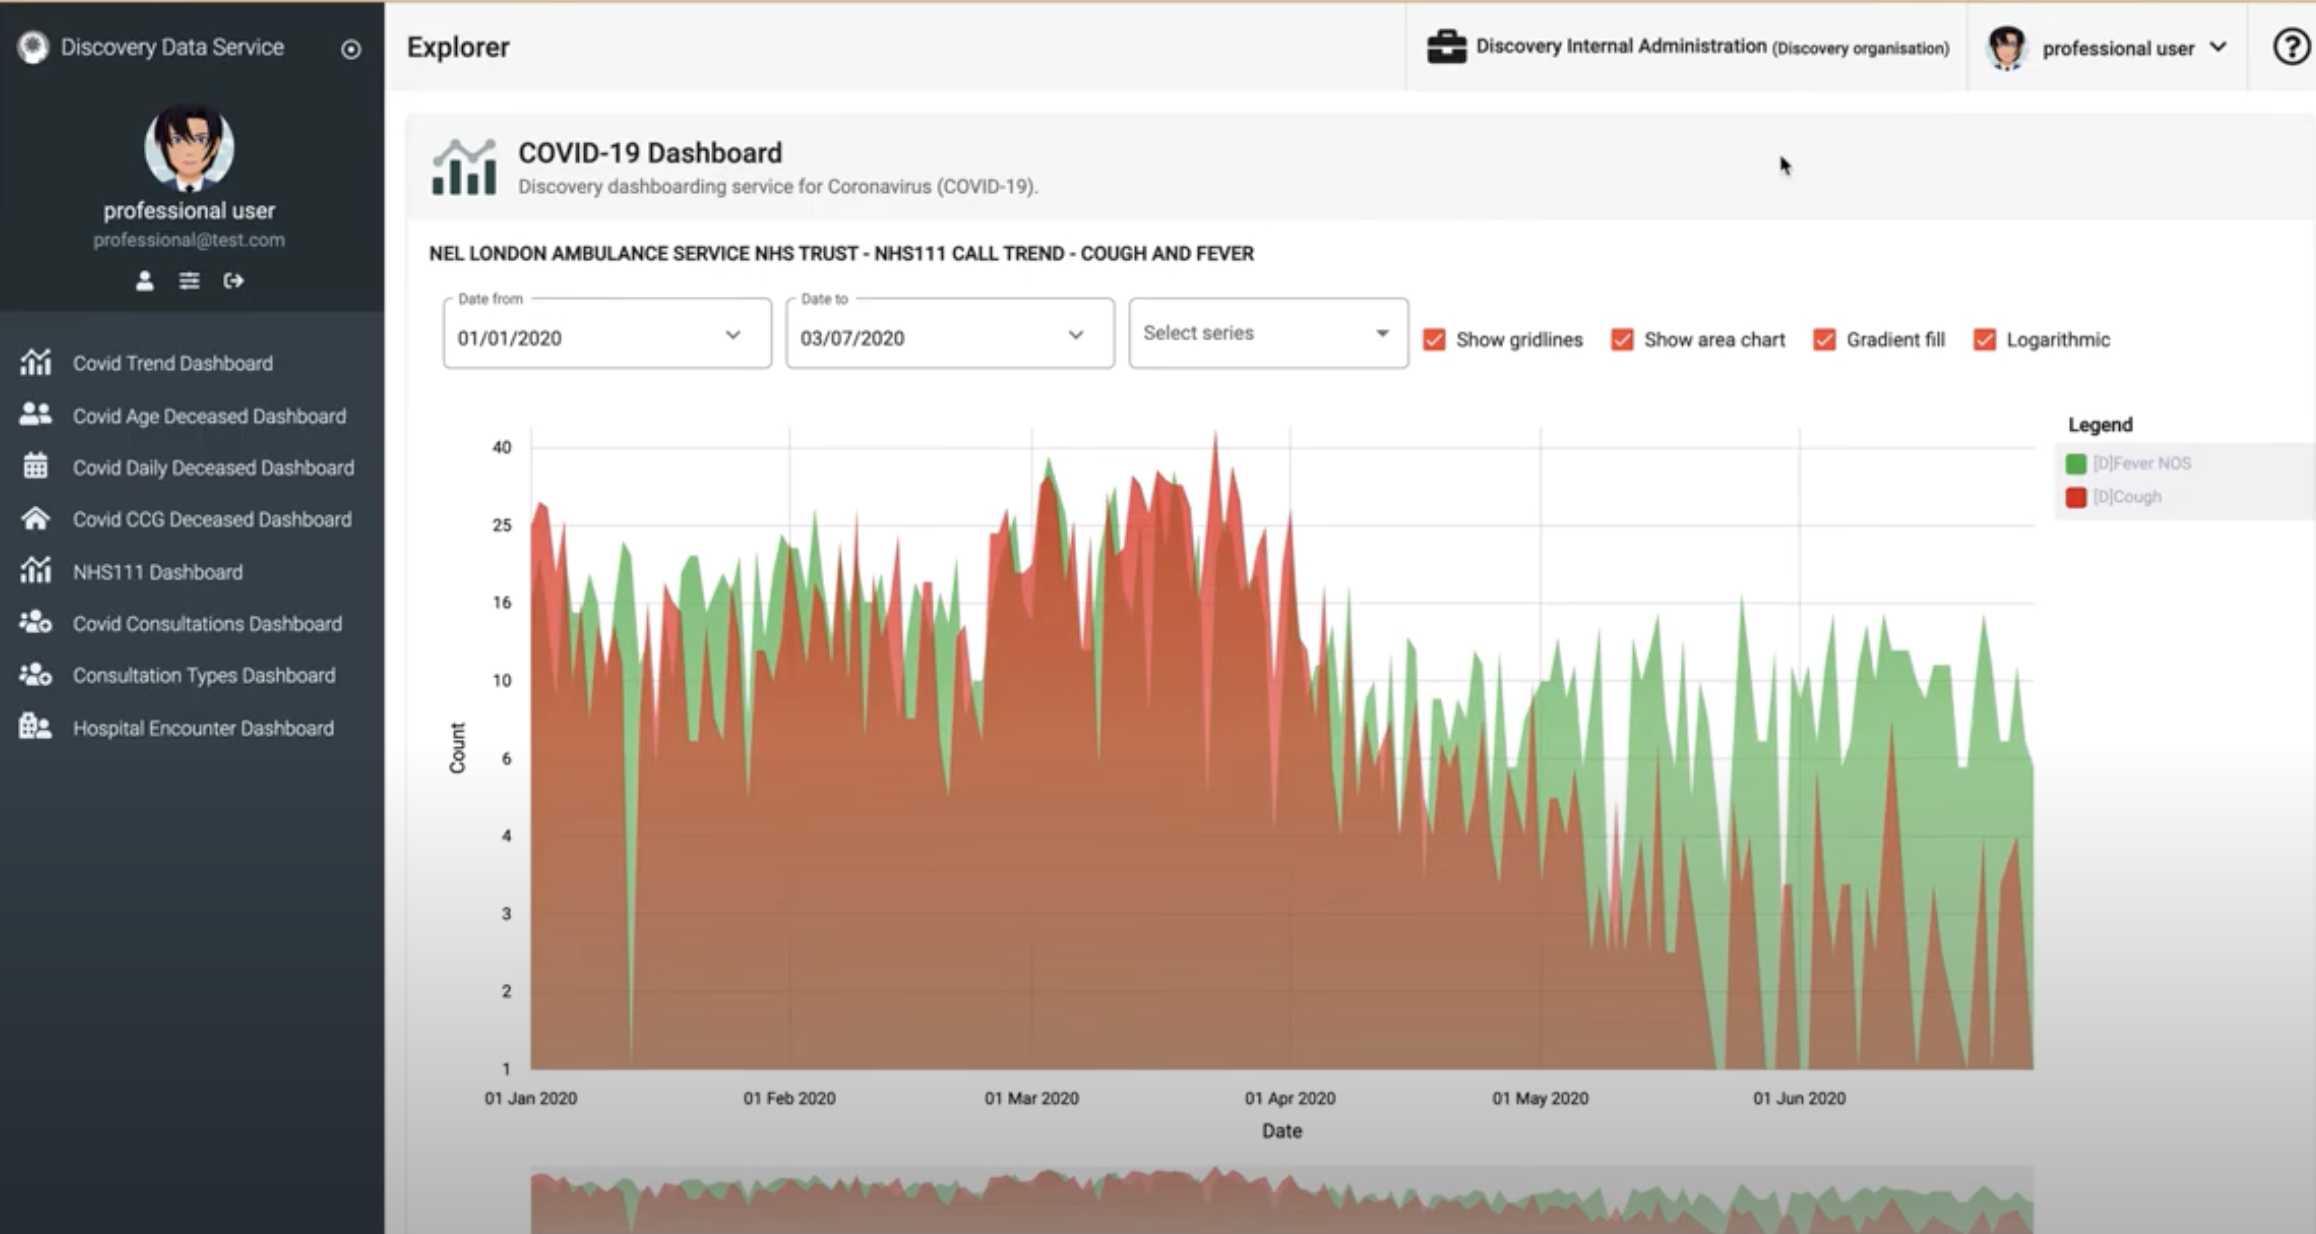 Discovery Data Service
Explorer
Discovery Internal Administration (Discovery organisation)
professional user
professional user
professional@test.com
Covid Trend Dashboard
Covid Age Deceased Dashboard
Covid Daily Deceased Dashboard
Covid CCG Deceased Dashboard
NHS111 Dashboard
Covid Consultations Dashboard
Consultation Types Dashboard
Hospital Encounter Dashboard
COVID-19 Dashboard
Discovery dashboarding service for Coronavirus (COVID-19).
NEL LONDON AMBULANCE SERVICE NHS TRUST - NHS111 CALL TREND - COUGH AND FEVER
Date from
01/01/2020
Date to
03/07/2020
Select series
Show gridlines
Show area chart
Gradient fill
Logarithmic
Legend
[D]Fever NOS
[D]Cough
Count
40
25
16
10
6
4
3
2
1
01 Jan 2020
01 Feb 2020
01 Mar 2020
01 Apr 2020
01 May 2020
01 Jun 2020
Date